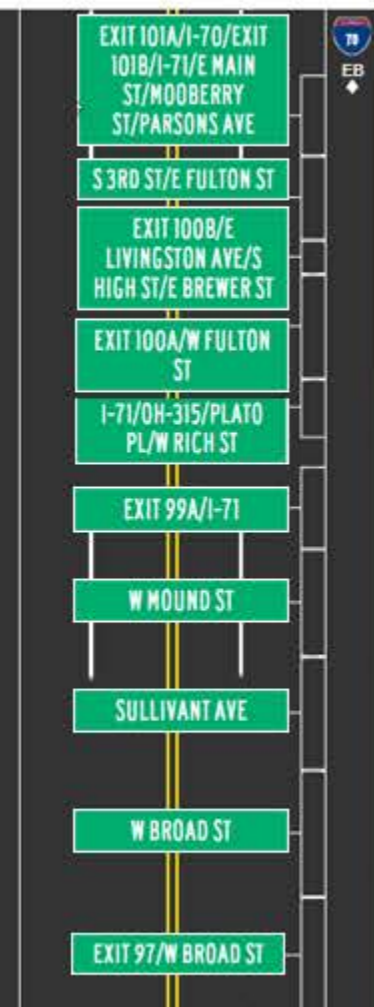 EXIT 101A/I-70/EXIT
101B/I-71/E MAIN
ST/MOOBERRY
ST/PARSONS AVE
70
EB
S 3RD ST/E FULTON ST
EXIT 100B/E
LIVINGSTON AVE/S
HIGH ST/E BREWER ST
EXIT 100A/W FULTON
ST
I-71/OH-315/PLATO
PL/W RICH ST
EXIT 99A/I-71
W MOUND ST
SULLIVANT AVE
W BROAD ST
EXIT 97/W BROAD ST